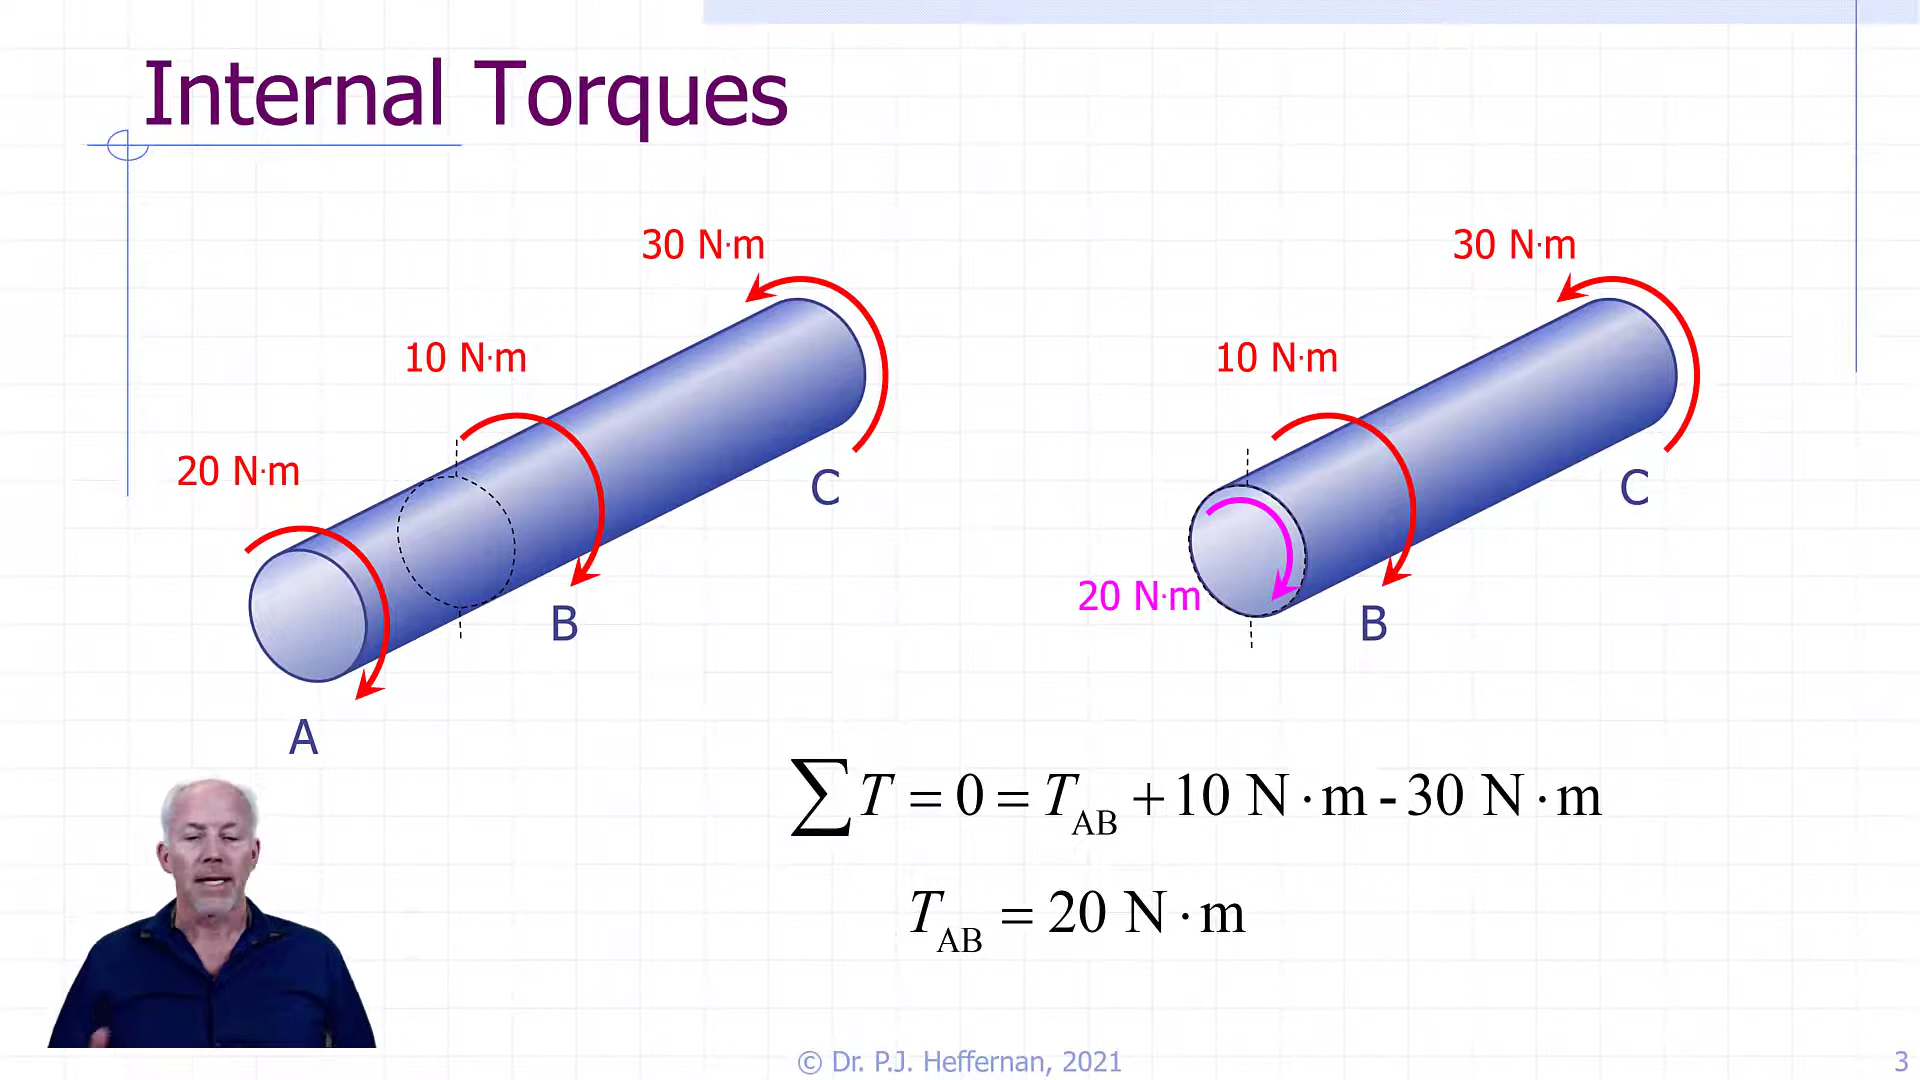 Internal Torques
30 N·m
10 N·m
20 N·m
C
B
A
30 N·m
10 N·m
20 N·m
C
B
∑T = 0 = T_AB + 10 N·m - 30 N·m
T_AB = 20 N·m
© Dr. P.J. Heffernan, 2021
3